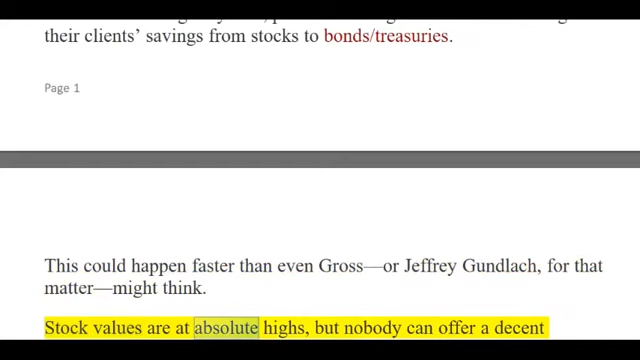 their clients’ savings from stocks to bonds/treasuries.
Page 1
This could happen faster than even Gross—or Jeffrey Gundlach, for that
matter—might think.
Stock values are at absolute highs, but nobody can offer a decent